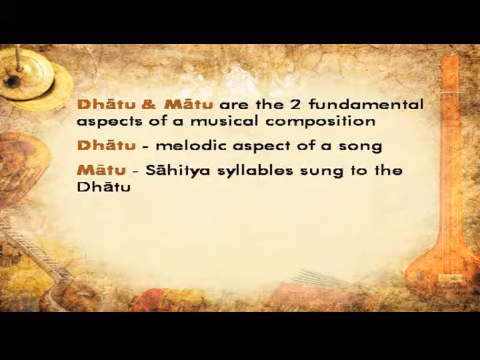 Dhātu & Mātu are the 2 fundamental
aspects of a musical composition
Dhātu - melodic aspect of a song
Mātu - Sāhitya syllables sung to the
Dhātu